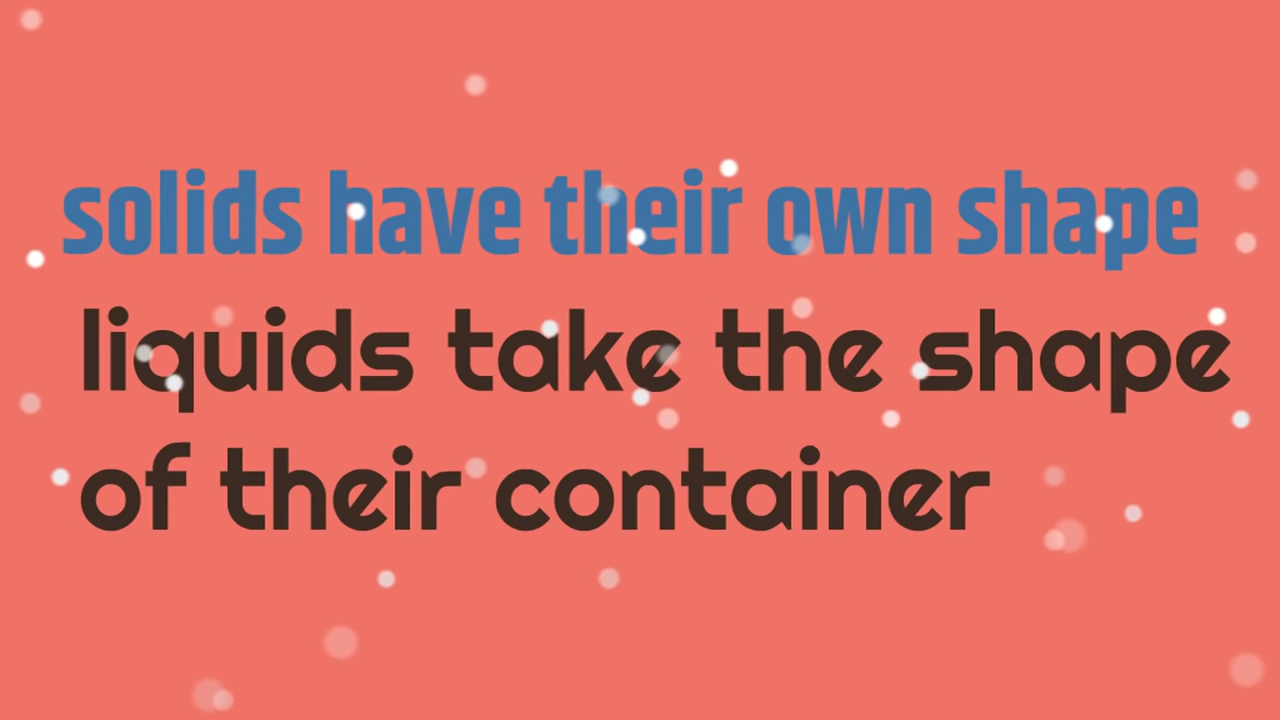 solids have their own shape
liquids take the shape
of their container